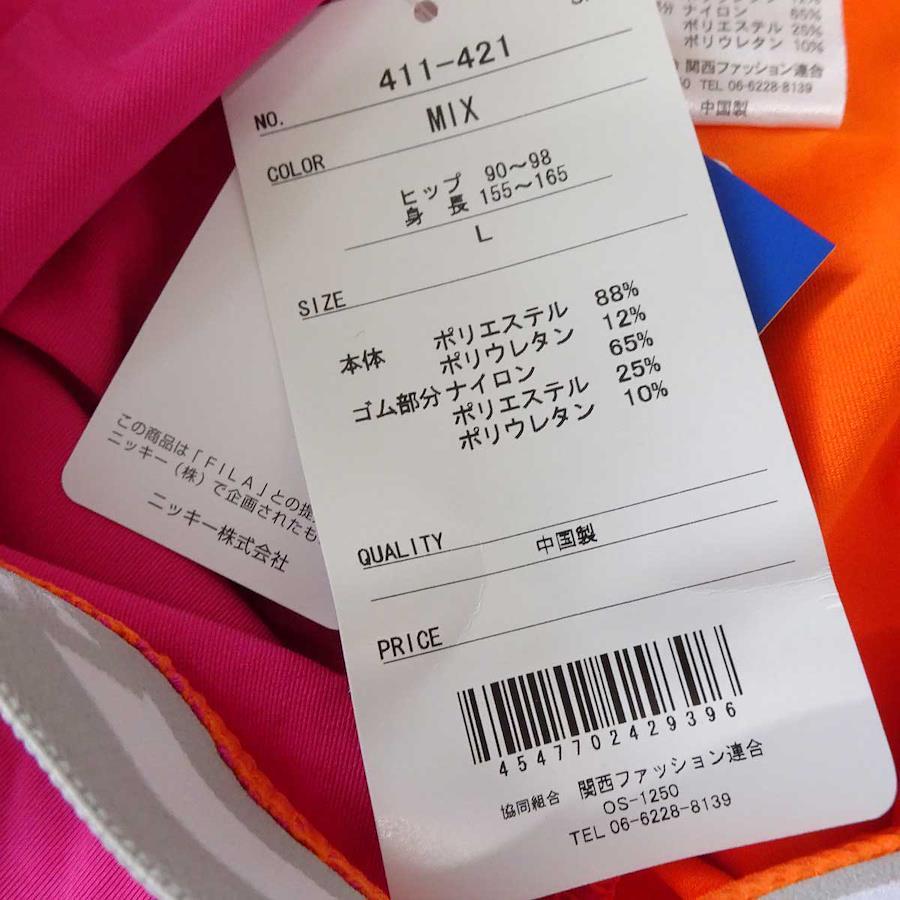 NO. 411-421
COLOR MIX
ヒップ 90～98
身 長 155～165
SIZE L
本体 ポリエステル 88%
ポリウレタン 12%
ゴム部分 ナイロン 65%
ポリエステル 25%
ポリウレタン 10%
QUALITY
中国製
PRICE
4547702429396
協同組合 関西ファッション連合
OS-1250
TEL 06-6228-8139
この商品は「FILA」との提
ニッキー(株)で企画されたも
ニッキー株式会社
部分 ナイロン 65%
ポリエステル 25%
ポリウレタン 10%
関西ファッション連合
TEL 06-6228-8139
中国製